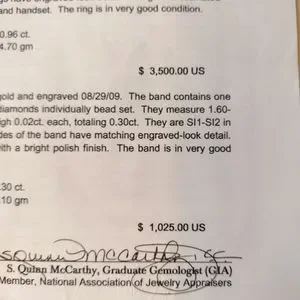 and handset. The ring is in very good condition.
0.96 ct.
4.70 gm
$ 3,500.00 US
gold and engraved 08/29/09. The band contains one
diamonds individually bead set. They measure 1.60-
igh 0.02ct. each, totaling 0.30ct. They are SI1-SI2 in
des of the band have matching engraved-look detail.
with a bright polish finish. The band is in very good
.30 ct.
.10 gm
$ 1,025.00 US
S Quinn McCarthy, G.G.
S. Quinn McCarthy, Graduate Gemologist (GIA)
Member, National Association of Jewelry Appraisers